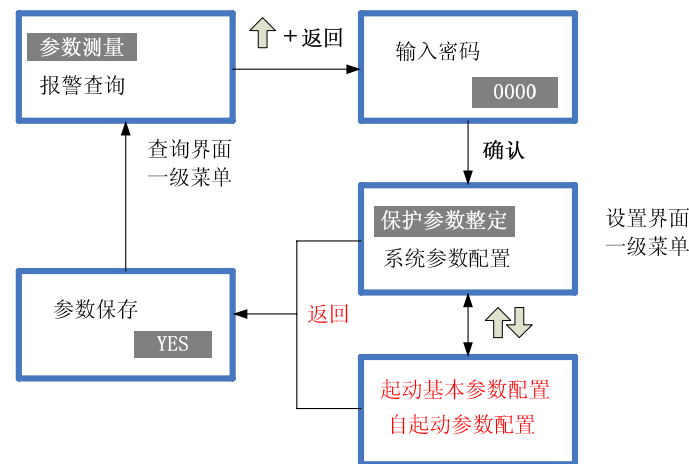 参数测量
报警查询
+返回
输入密码
0000
查询界面
一级菜单
确认
保护参数整定
系统参数配置
设置界面
一级菜单
参数保存
YES
返回
起动基本参数配置
自起动参数配置